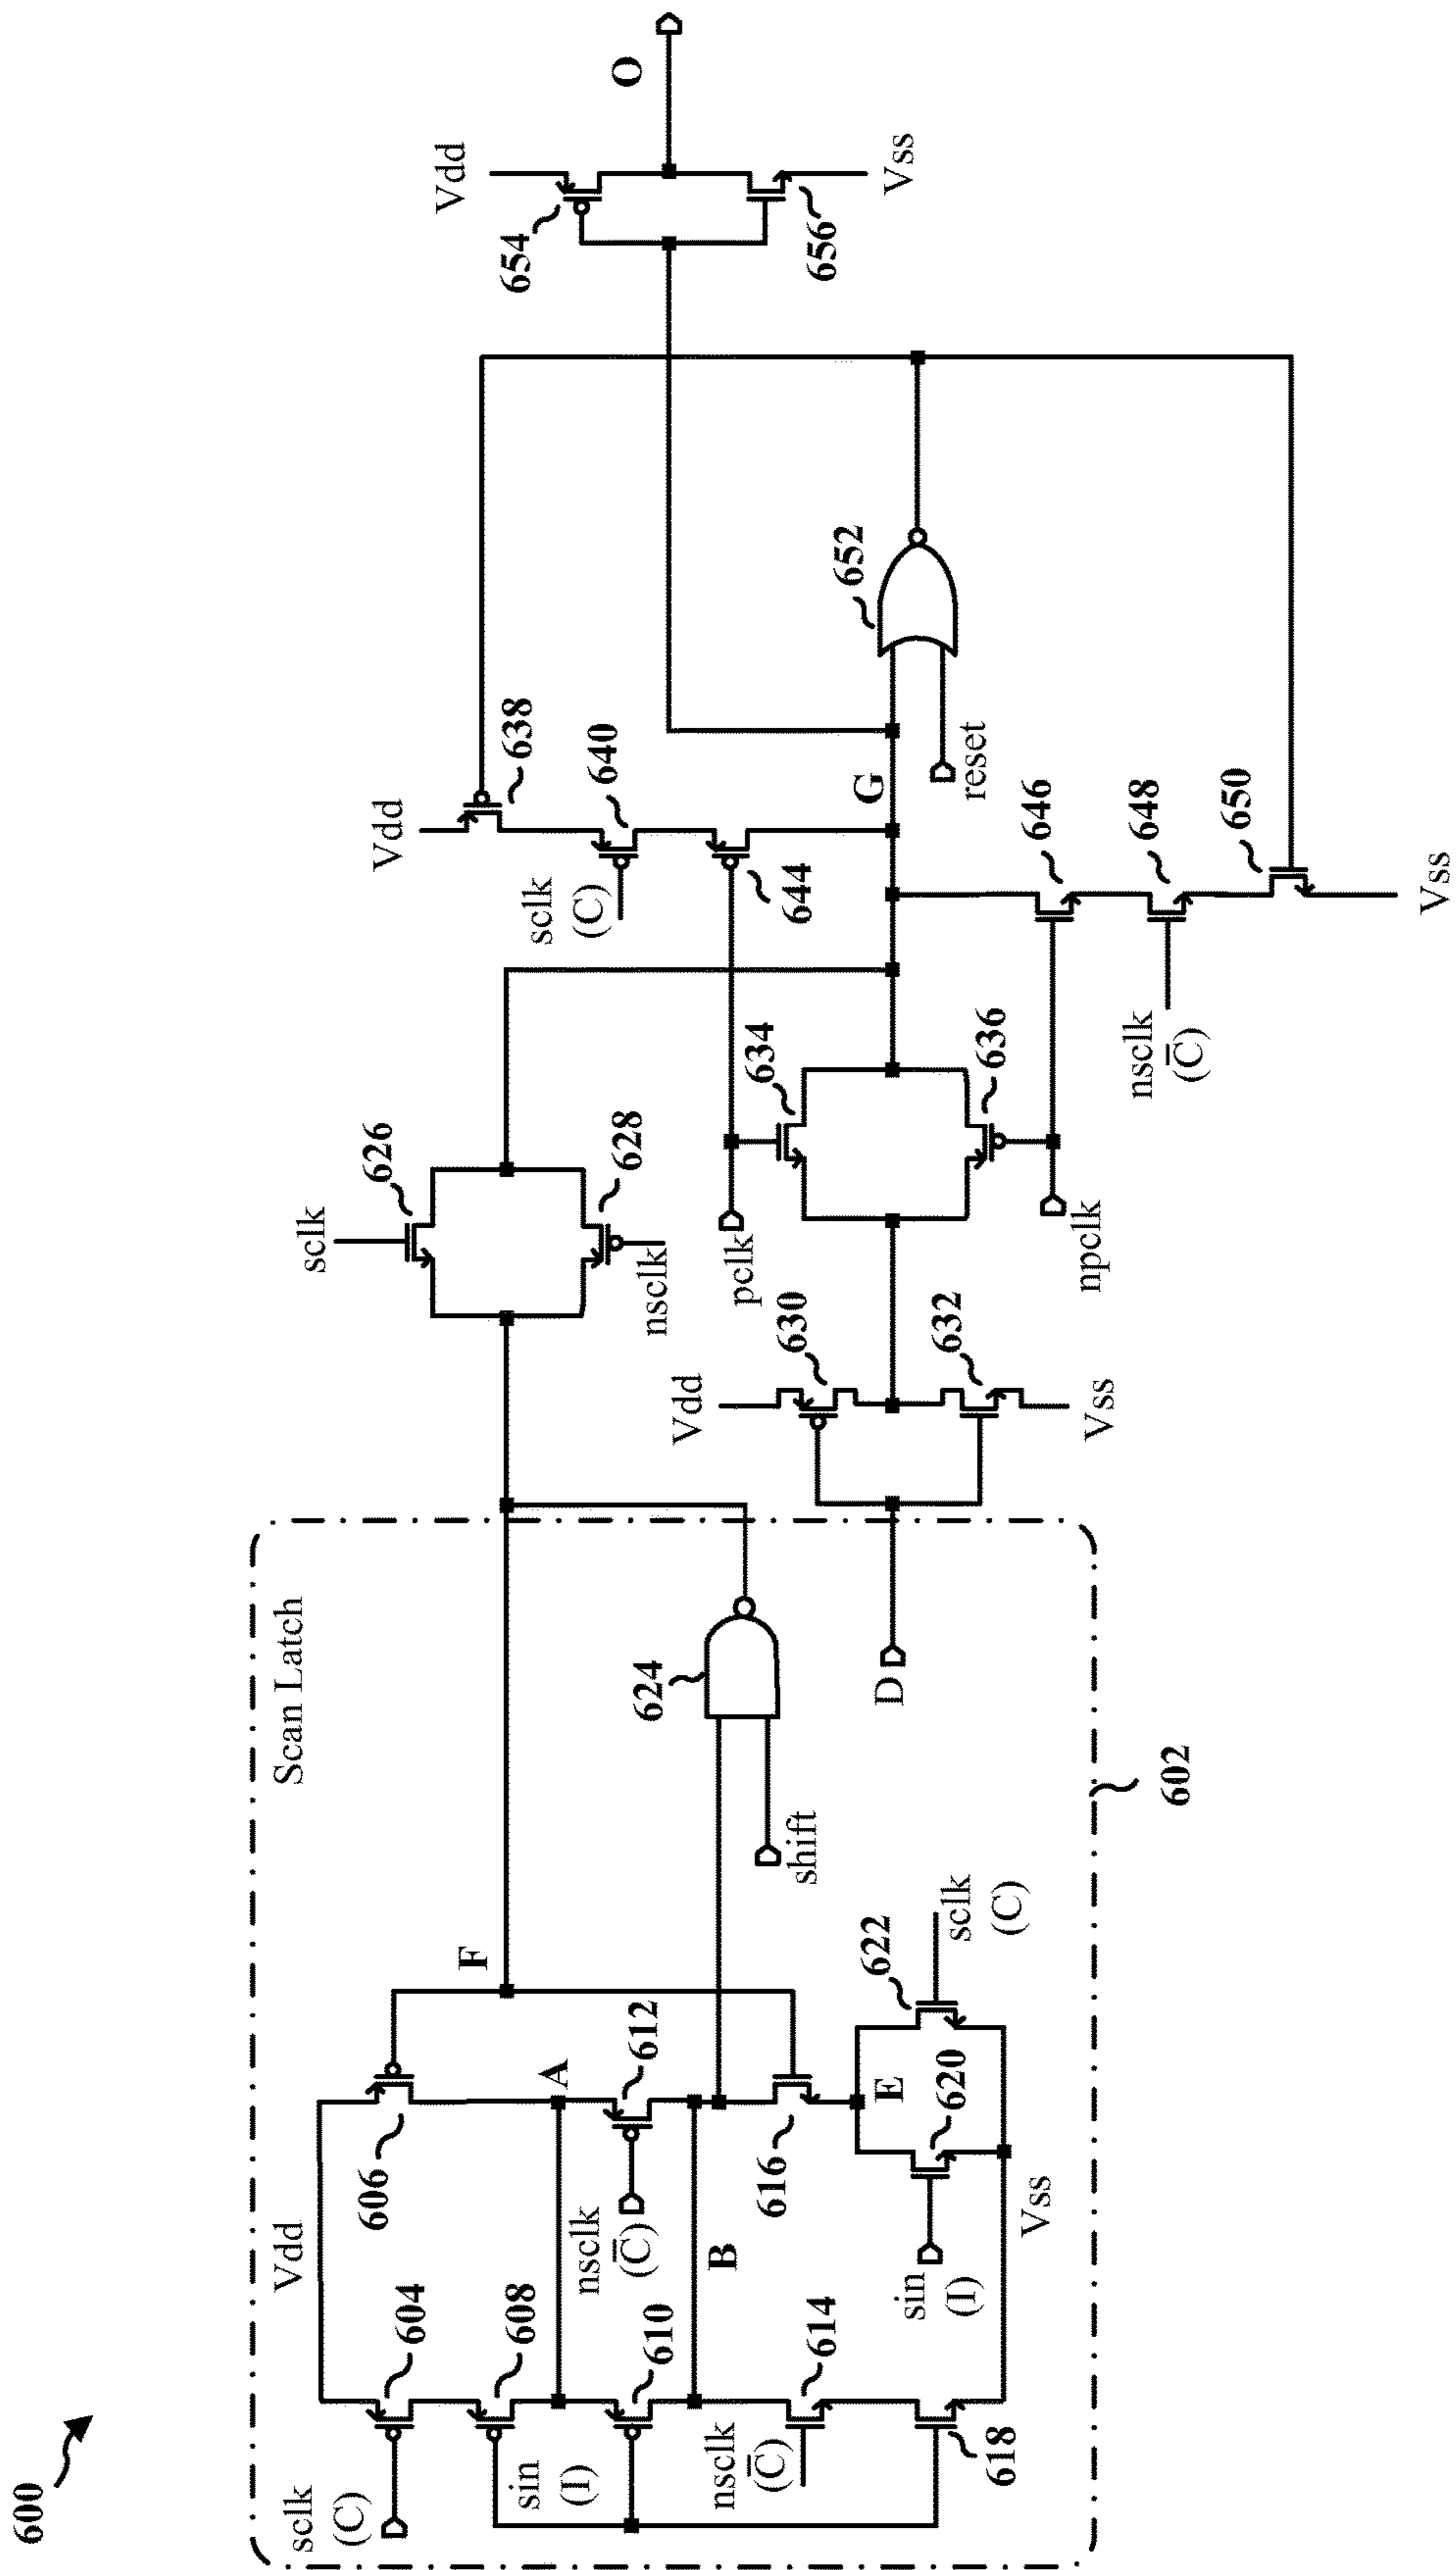 600
Scan Latch
602
Vdd
sclk
(C)
604
606
608
sin
(I)
A
F
610
nsclk
(C̅)
612
B
nsclk
(C̅)
614
616
618
sin
(I)
620
E
622
sclk
(C)
Vss
shift
624
D
Vdd
630
632
Vss
sclk
626
nsclk
628
pclk
634
636
npclk
Vdd
638
sclk
(C)
640
644
G
646
nsclk
(C̅)
648
650
Vss
reset
652
Vdd
654
656
Vss
O